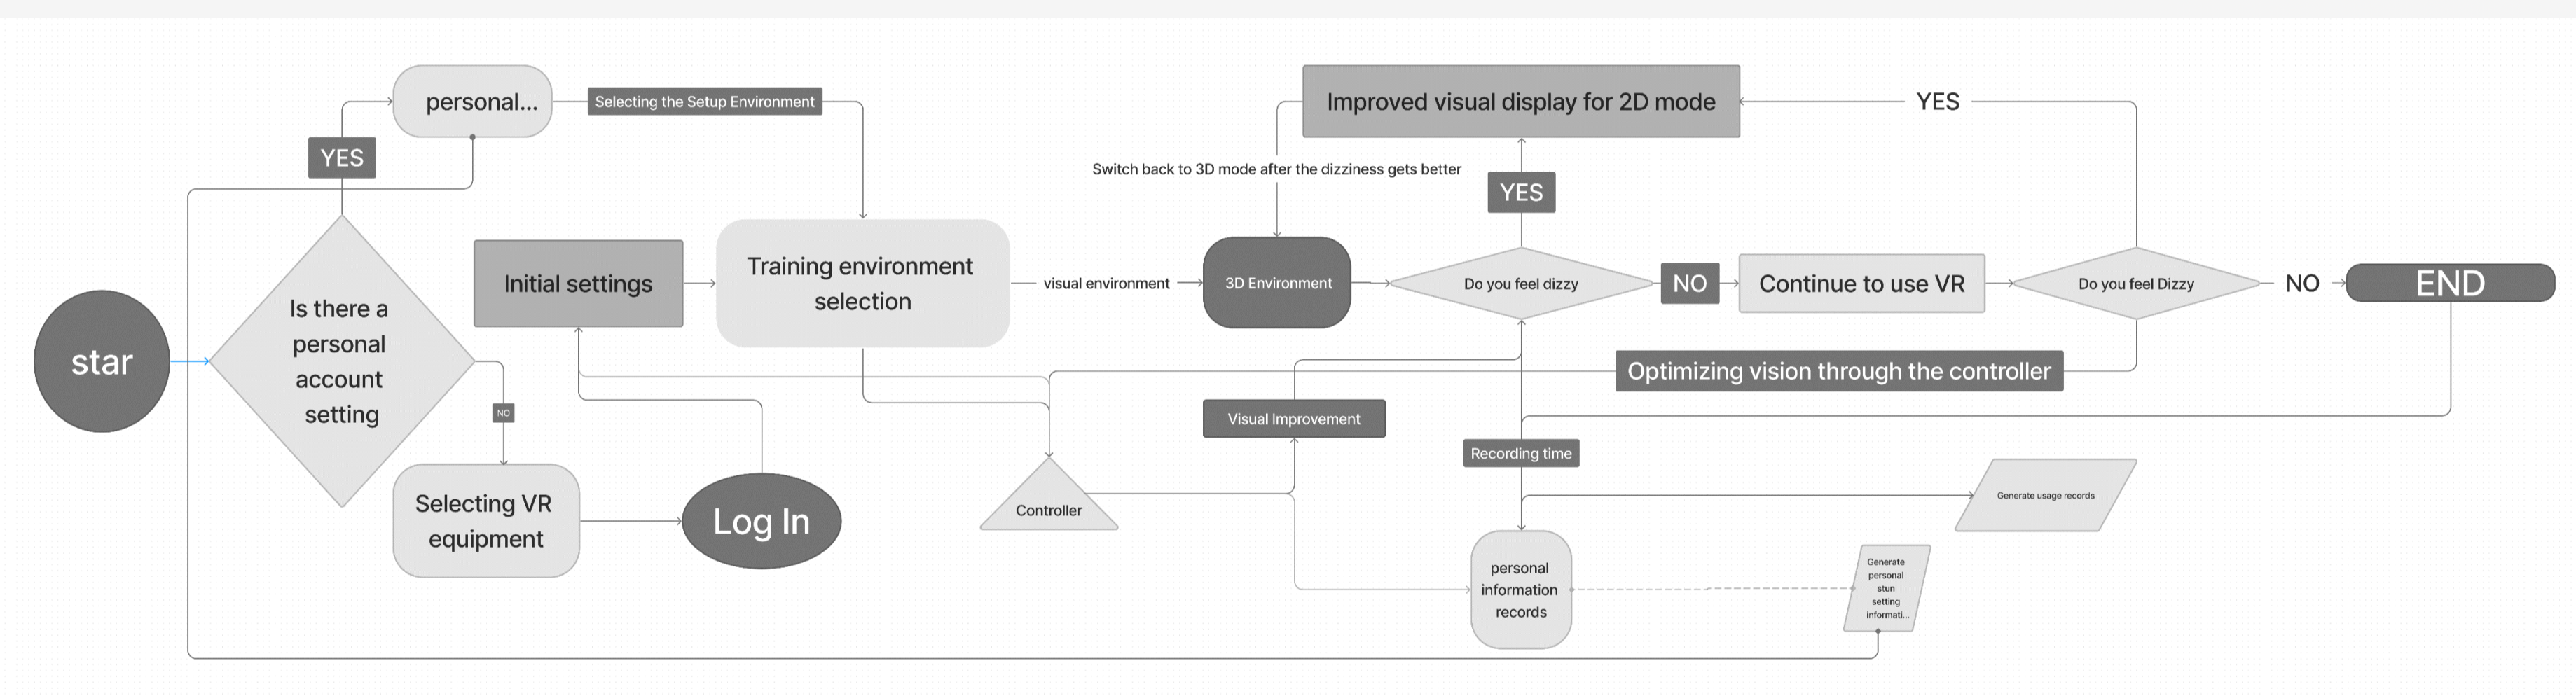 personal...
Selecting the Setup Environment
Improved visual display for 2D mode
YES
YES
Switch back to 3D mode after the dizziness gets better
YES
Initial settings
Training environment
selection
visual environment
3D Environment
Do you feel dizzy
NO
Continue to use VR
Do you feel Dizzy
NO
END
star
Is there a
personal
account
setting
NO
Optimizing vision through the controller
Visual Improvement
Recording time
Selecting VR
equipment
Log In
Controller
Generate usage records
personal
information
records
Generate
personal
stun
setting
informati...